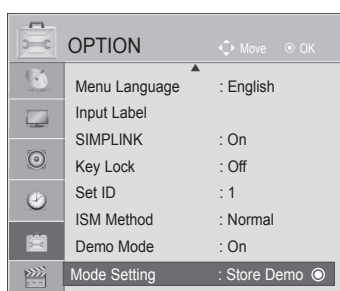 OPTION Move OK
Menu Language : English
Input Label
SIMPLINK : On
Key Lock : Off
Set ID : 1
ISM Method : Normal
Demo Mode : On
Mode Setting : Store Demo